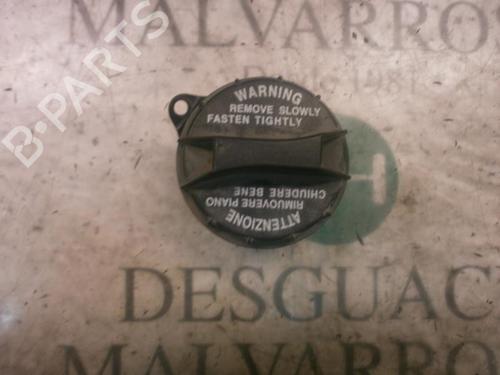 MALVARRO
B-PARTS
WARNING
REMOVE SLOWLY
FASTEN TIGHTLY
ATTENZIONE
RIMUOVERE PIANO
CHIUDERE BENE
DESGUAC
MALVARRO